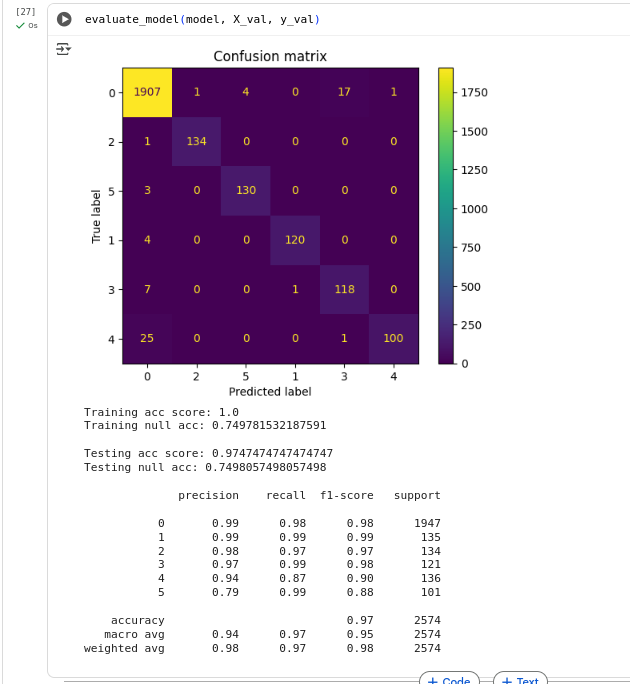 [27]
0s
evaluate_model(model, X_val, y_val)
Confusion matrix
0 1907 1 4 0 17 1
2 1 134 0 0 0 0
5 3 0 130 0 0 0
1 4 0 0 120 0 0
3 7 0 0 1 118 0
4 25 0 0 0 1 100
0 2 5 1 3 4
True label
Predicted label
1750
1500
1250
1000
750
500
250
0
Training acc score: 1.0
Training null acc: 0.749781532187591
Testing acc score: 0.9747474747474747
Testing null acc: 0.7498057498057498
precision recall f1-score support
0 0.99 0.98 0.98 1947
1 0.99 0.99 0.99 135
2 0.98 0.97 0.97 134
3 0.97 0.99 0.98 121
4 0.94 0.87 0.90 136
5 0.79 0.99 0.88 101
accuracy 0.97 2574
macro avg 0.94 0.97 0.95 2574
weighted avg 0.98 0.97 0.98 2574
+ Code + Text